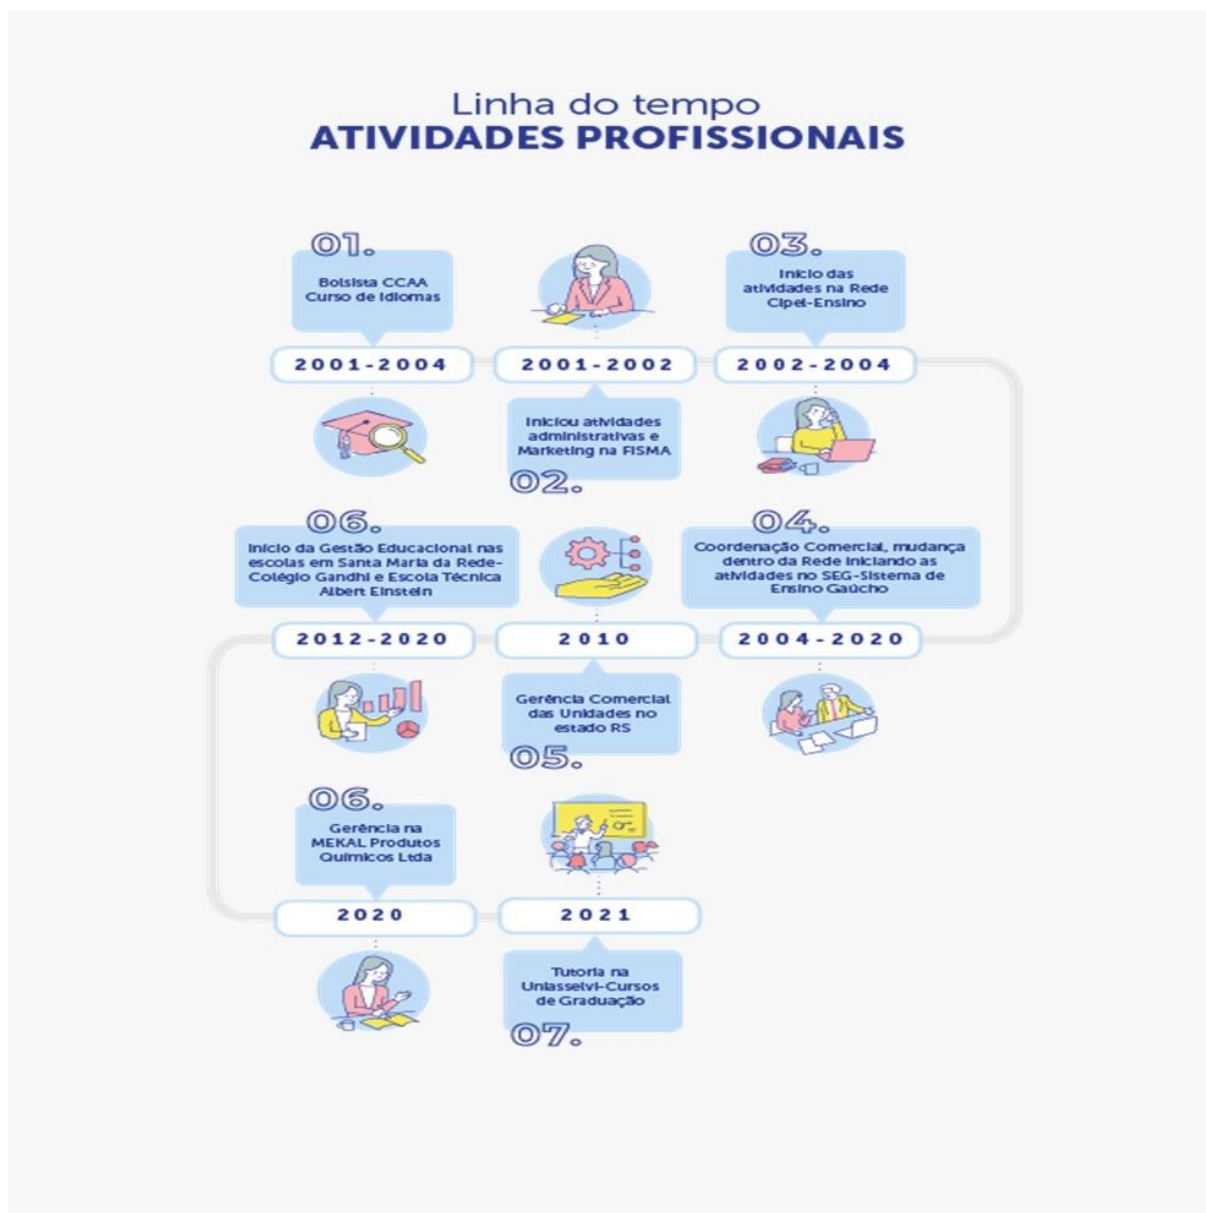 Linha do tempo
ATIVIDADES PROFISSIONAIS
01.
Bolsista CCAA
Curso de Idiomas
2001-2004
2001-2002
Iniciou atividades
administrativas e
Marketing na FISMA
02.
03.
Início das
atividades na Rede
Cipel-Ensino
2002-2004
04.
Coordenação Comercial, mudança
dentro da Rede iniciando as
atividades no SEG-Sistema de
Ensino Gaúcho
2004-2020
2010
Gerência Comercial
das Unidades no
estado RS
05.
06.
Início da Gestão Educacional nas
escolas em Santa Maria da Rede-
Colégio Gandhi e Escola Técnica
Albert Einstein
2012-2020
06.
Gerência na
MEKAL Produtos
Químicos Ltda
2020
2021
Tutoria na
Uniasselvi-Cursos
de Graduação
07.